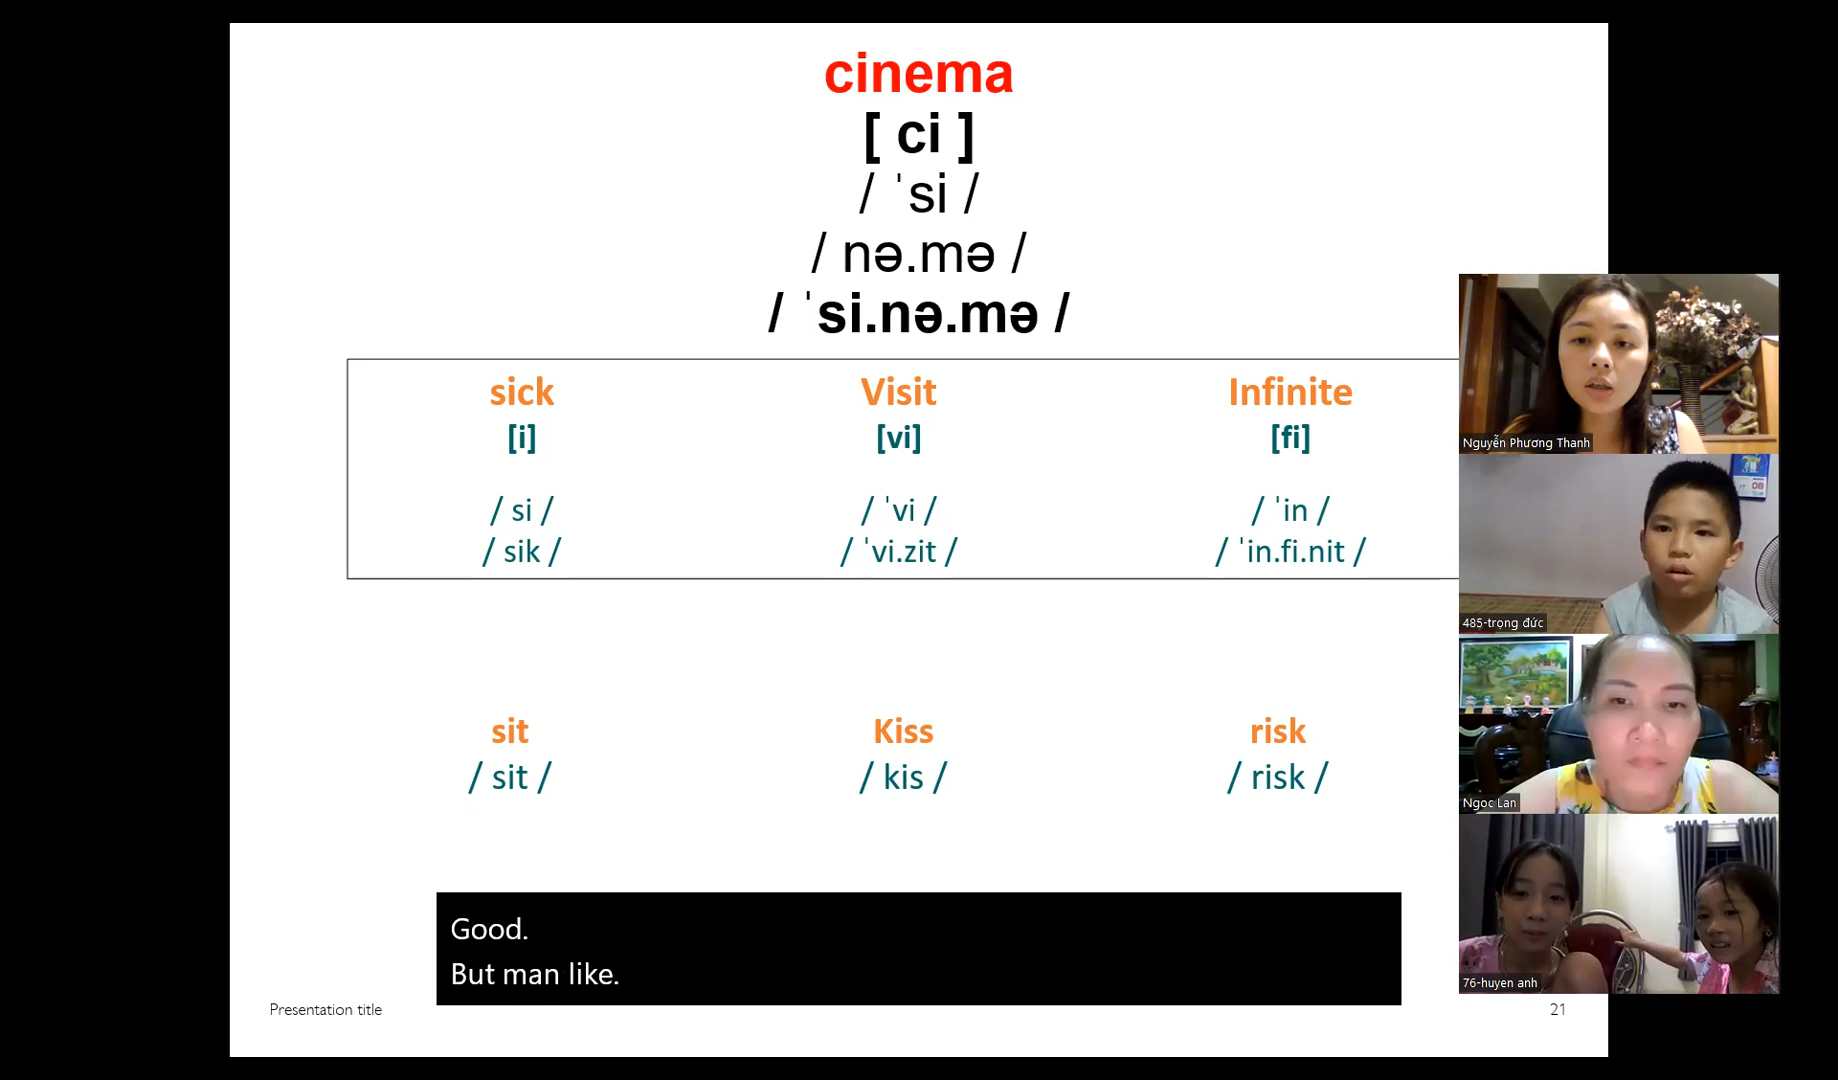 cinema
[ ci ]
/ ˈsi /
/ nə.mə /
/ ˈsi.nə.mə /
sick Visit Infinite
[i] [vi] [fi]
/ si / / ˈvi / / ˈin /
/ sik / / ˈvi.zit / / ˈin.fi.nit /
sit Kiss risk
/ sit / / kis / / risk /
Good.
But man like.
Presentation title
21
Nguyễn Phương Thanh
485-trọng đức
Ngoc Lan
76-huyen anh